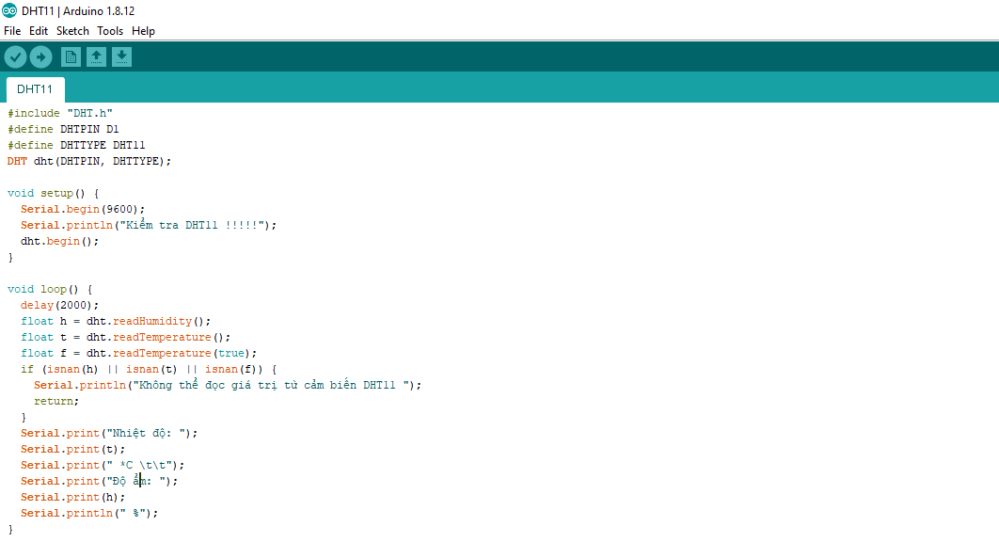 DHT11 | Arduino 1.8.12
File Edit Sketch Tools Help
DHT11
#include "DHT.h"
#define DHTPIN D1
#define DHTTYPE DHT11
DHT dht(DHTPIN, DHTTYPE);
void setup() {
Serial.begin(9600);
Serial.println("Kiểm tra DHT11 !!!!!");
dht.begin();
}
void loop() {
delay(2000);
float h = dht.readHumidity();
float t = dht.readTemperature();
float f = dht.readTemperature(true);
if (isnan(h) || isnan(t) || isnan(f)) {
Serial.println("Không thể đọc giá trị từ cảm biến DHT11 ");
return;
}
Serial.print("Nhiệt độ: ");
Serial.print(t);
Serial.print(" *C \t\t");
Serial.print("Độ ẩm: ");
Serial.print(h);
Serial.println(" %");
}